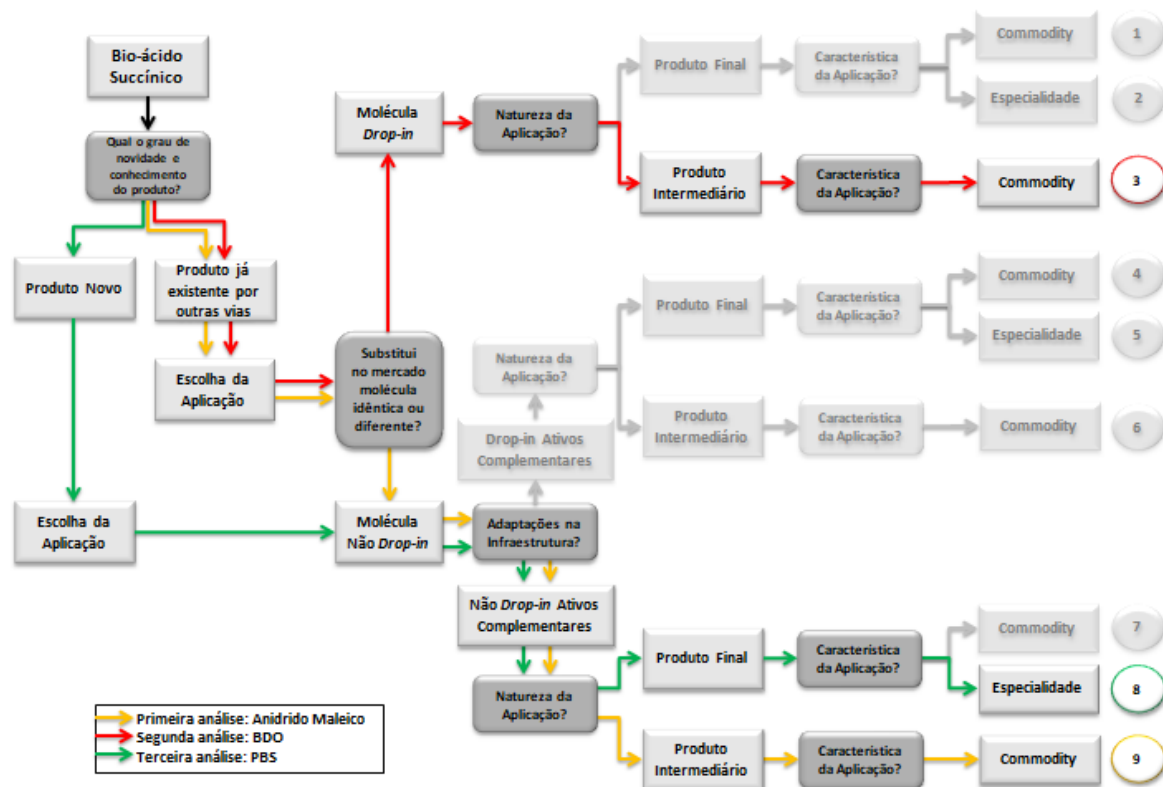 Bio-ácido
Succínico
Qual o grau de
novidade e
conhecimento
do produto?
Produto Novo
Produto já
existente por
outras vias
Escolha da
Aplicação
Escolha da
Aplicação
Substitui
no mercado
molécula
idêntica ou
diferente?
Molécula
Drop-in
Natureza da
Aplicação?
Produto Final
Característica
da Aplicação?
Commodity
1
Especialidade
2
Produto
Intermediário
Característica
da Aplicação?
Commodity
3
Molécula
Não Drop-in
Adaptações na
Infraestrutura?
Drop-in Ativos
Complementares
Natureza da
Aplicação?
Produto Final
Característica
da Aplicação?
Commodity
4
Especialidade
5
Produto
Intermediário
Característica
da Aplicação?
Commodity
6
Não Drop-in Ativos
Complementares
Natureza da
Aplicação?
Produto Final
Característica
da Aplicação?
Commodity
7
Especialidade
8
Produto
Intermediário
Característica
da Aplicação?
Commodity
9
Primeira análise: Anidrido Maleico
Segunda análise: BDO
Terceira análise: PBS